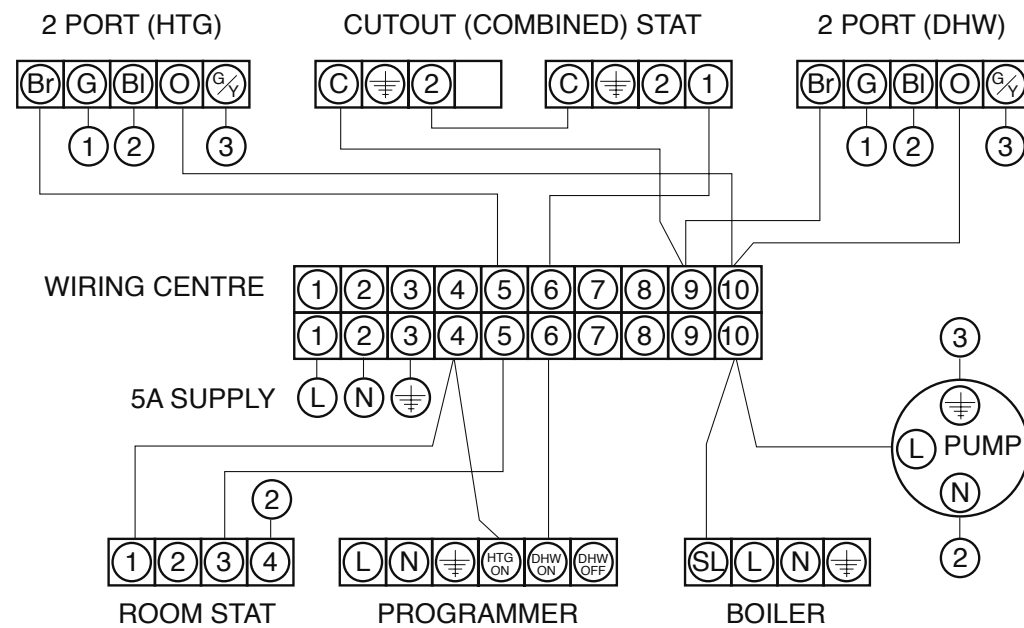 2 PORT (HTG) CUTOUT (COMBINED) STAT 2 PORT (DHW)
Br G Bl O G/Y C 2 C 2 1 Br G Bl O G/Y
1 2 3 1 2 3
WIRING CENTRE 1 2 3 4 5 6 7 8 9 10
1 2 3 4 5 6 7 8 9 10
3
5A SUPPLY L N
L PUMP
N
2
1 2 3 4 L N HTG ON DHW ON DHW OFF SL L N 2
ROOM STAT PROGRAMMER BOILER